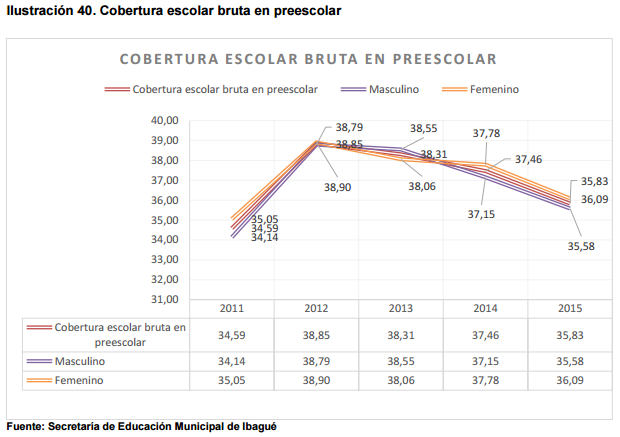 Ilustración 40. Cobertura escolar bruta en preescolar
COBERTURA ESCOLAR BRUTA EN PREESCOLAR
Cobertura escolar bruta en preescolar Masculino Femenino
40,00
39,00
38,00
37,00
36,00
35,00
34,00
33,00
32,00
31,00
38,79
38,85
38,90
38,55
38,31
38,06
37,78
37,46
37,15
35,83
36,09
35,58
35,05
34,59
34,14
2011 2012 2013 2014 2015
Cobertura escolar bruta en
preescolar 34,59 38,85 38,31 37,46 35,83
Masculino 34,14 38,79 38,55 37,15 35,58
Femenino 35,05 38,90 38,06 37,78 36,09
Fuente: Secretaría de Educación Municipal de Ibagué